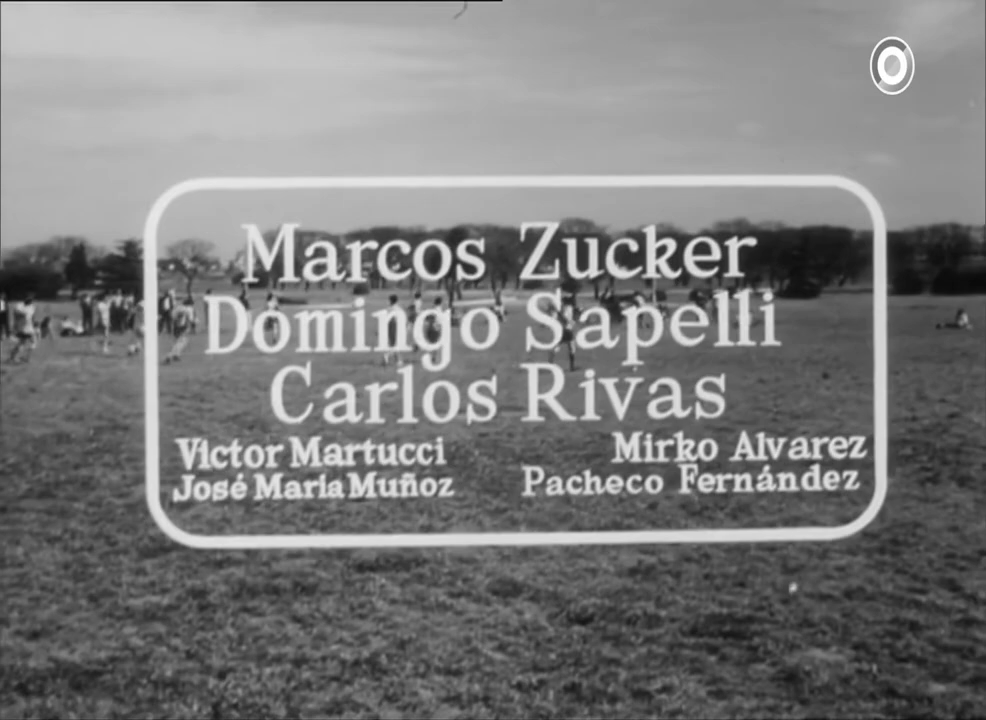 Marcos Zucker
Domingo Sapelli
Carlos Rivas
Victor Martucci
Mirko Alvarez
José María Muñoz
Pacheco Fernández